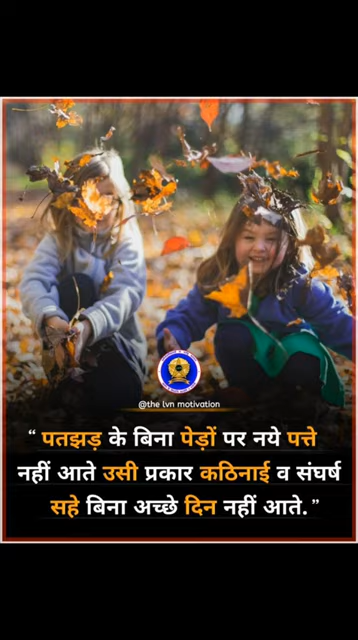 @the lvn motivation
“ पतझड़ के बिना पेड़ों पर नये पत्ते
नहीं आते उसी प्रकार कठिनाई व संघर्ष
सहे बिना अच्छे दिन नहीं आते. ”